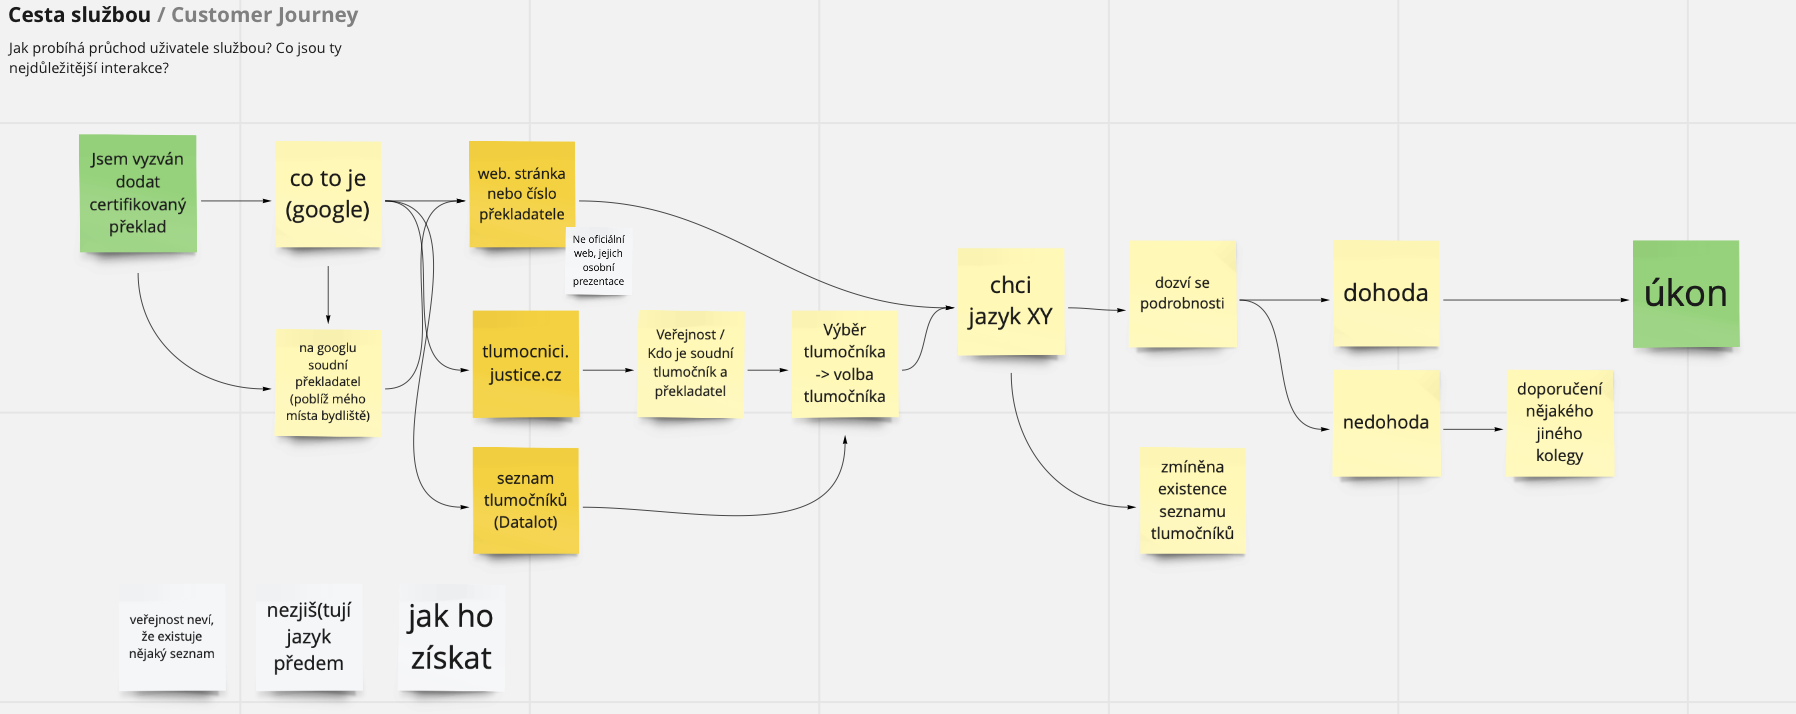 Cesta službou / Customer Journey
Jak probíhá průchod uživatele službou? Co jsou ty
nejdůležitější interakce?
Jsem vyzván
dodat
certifikovaný
překlad
co to je
(google)
web. stránka
nebo číslo
překladatele
Ne oficiální
web, jejich
osobní
prezentace
na googlu
soudní
překladatel
(poblíž mého
místa bydliště)
tlumocnici.
justice.cz
Veřejnost /
Kdo je soudní
tlumočník a
překladatel
Výběr
tlumočníka
-> volba
tlumočníka
seznam
tlumočníků
(Datalot)
chci
jazyk XY
dozví se
podrobnosti
dohoda
úkon
nedohoda
doporučení
nějakého
jiného
kolegy
zmíněna
existence
seznamu
tlumočníků
veřejnost neví,
že existuje
nějaký seznam
nezjiš(tují
jazyk
předem
jak ho
získat